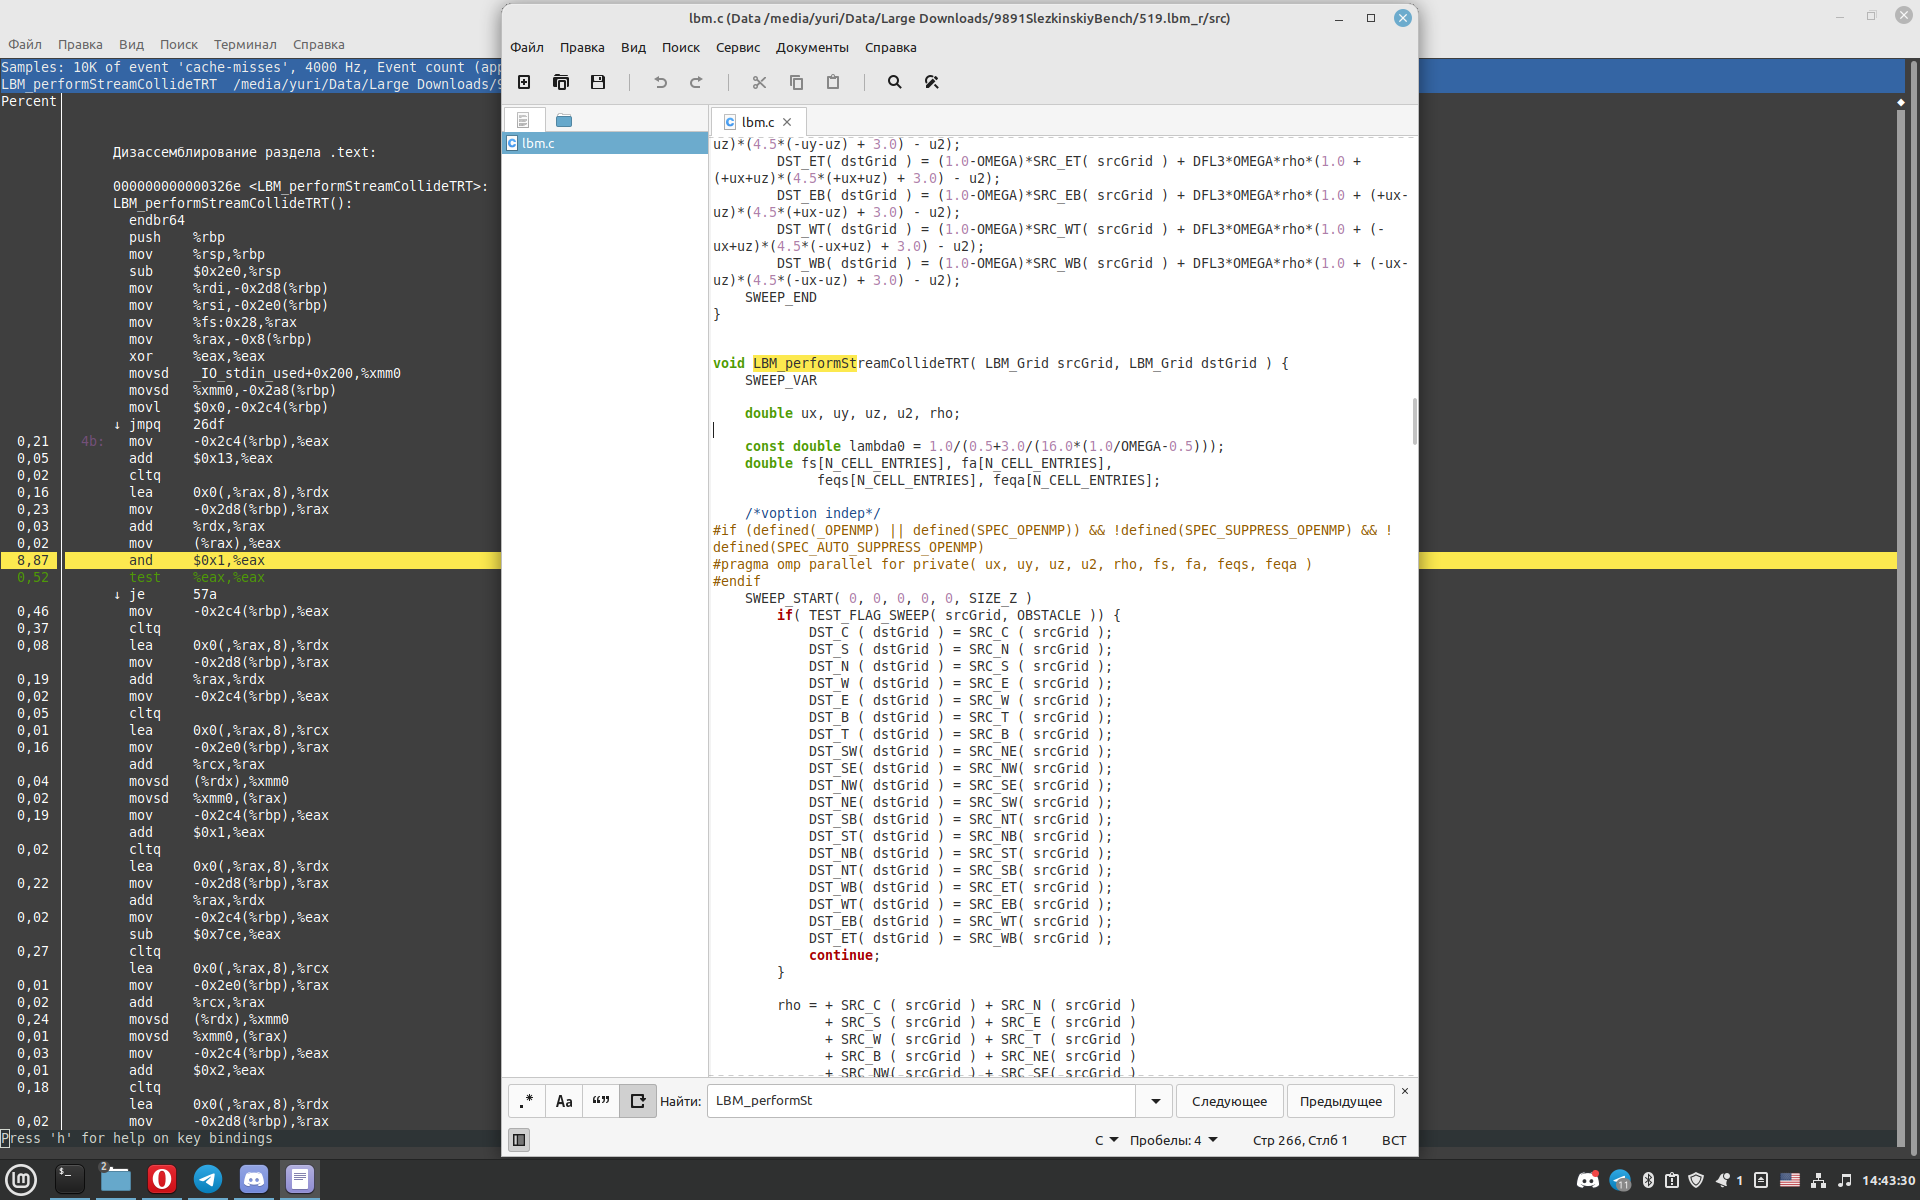 Файл Правка Вид Поиск Терминал Справка
Samples: 10K of event 'cache-misses', 4000 Hz, Event count (app
LBM_performStreamCollideTRT /media/yuri/Data/Large Downloads/9
Percent
Дизассемблирование раздела .text:
000000000000326e <LBM_performStreamCollideTRT>:
LBM_performStreamCollideTRT():
endbr64
push %rbp
mov %rsp,%rbp
sub $0x2e0,%rsp
mov %rdi,-0x2d8(%rbp)
mov %rsi,-0x2e0(%rbp)
mov %fs:0x28,%rax
mov %rax,-0x8(%rbp)
xor %eax,%eax
movsd _IO_stdin_used+0x200,%xmm0
movsd %xmm0,-0x2a8(%rbp)
movl $0x0,-0x2c4(%rbp)
↓ jmpq 26df
0,21 4b: mov -0x2c4(%rbp),%eax
0,05 add $0x13,%eax
0,02 cltq
0,16 lea 0x0(,%rax,8),%rdx
0,23 mov -0x2d8(%rbp),%rax
0,03 add %rdx,%rax
0,02 mov (%rax),%eax
8,87 and $0x1,%eax
0,52 test %eax,%eax
↓ je 57a
0,46 mov -0x2c4(%rbp),%eax
0,37 cltq
0,08 lea 0x0(,%rax,8),%rdx
mov -0x2d8(%rbp),%rax
0,19 add %rax,%rdx
0,02 mov -0x2c4(%rbp),%eax
0,05 cltq
0,01 lea 0x0(,%rax,8),%rcx
0,16 mov -0x2e0(%rbp),%rax
add %rcx,%rax
0,04 movsd (%rdx),%xmm0
0,02 movsd %xmm0,(%rax)
0,19 mov -0x2c4(%rbp),%eax
add $0x1,%eax
0,02 cltq
lea 0x0(,%rax,8),%rdx
0,22 mov -0x2d8(%rbp),%rax
add %rax,%rdx
0,02 mov -0x2c4(%rbp),%eax
sub $0x7ce,%eax
0,27 cltq
lea 0x0(,%rax,8),%rcx
0,01 mov -0x2e0(%rbp),%rax
0,02 add %rcx,%rax
0,24 movsd (%rdx),%xmm0
0,01 movsd %xmm0,(%rax)
0,03 mov -0x2c4(%rbp),%eax
0,01 add $0x2,%eax
0,18 cltq
lea 0x0(,%rax,8),%rdx
0,02 mov -0x2d8(%rbp),%rax
Press 'h' for help on key bindings
lbm.c (Data /media/yuri/Data/Large Downloads/9891SlezkinskiyBench/519.lbm_r/src)
Файл Правка Вид Поиск Сервис Документы Справка
lbm.c
lbm.c
uz)*(4.5*(-uy-uz) + 3.0) - u2);
DST_ET( dstGrid ) = (1.0-OMEGA)*SRC_ET( srcGrid ) + DFL3*OMEGA*rho*(1.0 +
(+ux+uz)*(4.5*(+ux+uz) + 3.0) - u2);
DST_EB( dstGrid ) = (1.0-OMEGA)*SRC_EB( srcGrid ) + DFL3*OMEGA*rho*(1.0 + (+ux-
uz)*(4.5*(+ux-uz) + 3.0) - u2);
DST_WT( dstGrid ) = (1.0-OMEGA)*SRC_WT( srcGrid ) + DFL3*OMEGA*rho*(1.0 + (-
ux+uz)*(4.5*(-ux+uz) + 3.0) - u2);
DST_WB( dstGrid ) = (1.0-OMEGA)*SRC_WB( srcGrid ) + DFL3*OMEGA*rho*(1.0 + (-ux-
uz)*(4.5*(-ux-uz) + 3.0) - u2);
SWEEP_END
}
void LBM_performStreamCollideTRT( LBM_Grid srcGrid, LBM_Grid dstGrid ) {
SWEEP_VAR
double ux, uy, uz, u2, rho;
const double lambda0 = 1.0/(0.5+3.0/(16.0*(1.0/OMEGA-0.5)));
double fs[N_CELL_ENTRIES], fa[N_CELL_ENTRIES],
feqs[N_CELL_ENTRIES], feqa[N_CELL_ENTRIES];
/*voption indep*/
#if (defined(_OPENMP) || defined(SPEC_OPENMP)) && !defined(SPEC_SUPPRESS_OPENMP) && !
defined(SPEC_AUTO_SUPPRESS_OPENMP)
#pragma omp parallel for private( ux, uy, uz, u2, rho, fs, fa, feqs, feqa )
#endif
SWEEP_START( 0, 0, 0, 0, 0, SIZE_Z )
if( TEST_FLAG_SWEEP( srcGrid, OBSTACLE )) {
DST_C ( dstGrid ) = SRC_C ( srcGrid );
DST_S ( dstGrid ) = SRC_N ( srcGrid );
DST_N ( dstGrid ) = SRC_S ( srcGrid );
DST_W ( dstGrid ) = SRC_E ( srcGrid );
DST_E ( dstGrid ) = SRC_W ( srcGrid );
DST_B ( dstGrid ) = SRC_T ( srcGrid );
DST_T ( dstGrid ) = SRC_B ( srcGrid );
DST_SW( dstGrid ) = SRC_NE( srcGrid );
DST_SE( dstGrid ) = SRC_NW( srcGrid );
DST_NW( dstGrid ) = SRC_SE( srcGrid );
DST_NE( dstGrid ) = SRC_SW( srcGrid );
DST_SB( dstGrid ) = SRC_NT( srcGrid );
DST_ST( dstGrid ) = SRC_NB( srcGrid );
DST_NB( dstGrid ) = SRC_ST( srcGrid );
DST_NT( dstGrid ) = SRC_SB( srcGrid );
DST_WB( dstGrid ) = SRC_ET( srcGrid );
DST_WT( dstGrid ) = SRC_EB( srcGrid );
DST_EB( dstGrid ) = SRC_WT( srcGrid );
DST_ET( dstGrid ) = SRC_WB( srcGrid );
continue;
}
rho = + SRC_C ( srcGrid ) + SRC_N ( srcGrid )
+ SRC_S ( srcGrid ) + SRC_E ( srcGrid )
+ SRC_W ( srcGrid ) + SRC_T ( srcGrid )
+ SRC_B ( srcGrid ) + SRC_NE( srcGrid )
+ SRC_NW( srcGrid ) + SRC_SE( srcGrid )
.* Aa “” Найти: LBM_performSt Следующее Предыдущее
C Пробелы: 4 Стр 266, Стлб 1 ВСТ
2
11
1
14:43:30